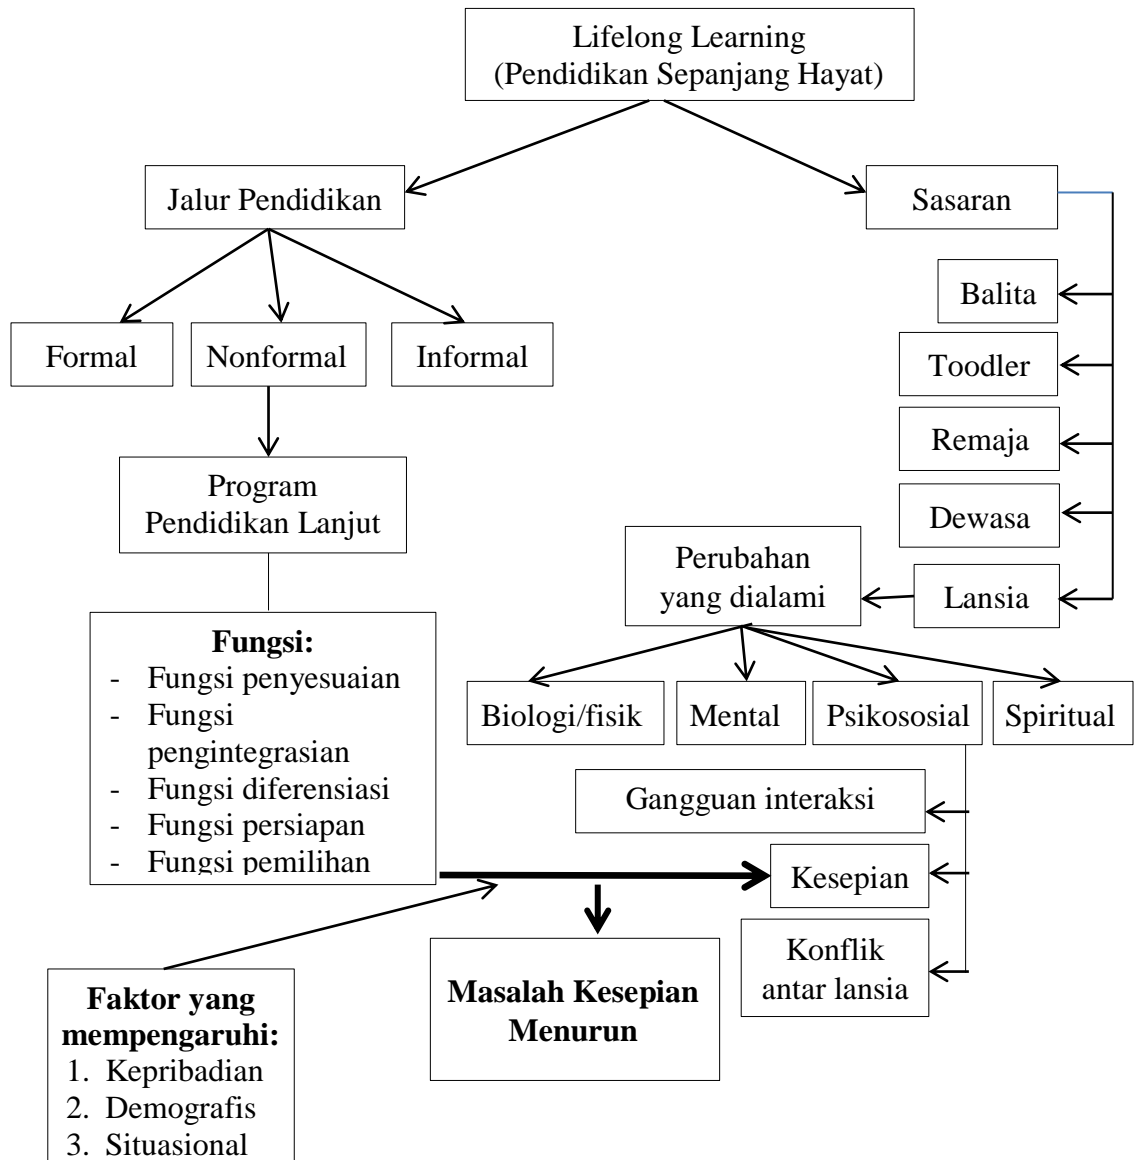 Lifelong Learning
(Pendidikan Sepanjang Hayat)
Jalur Pendidikan
Sasaran
Balita
Formal
Nonformal
Informal
Toodler
Remaja
Program
Pendidikan Lanjut
Dewasa
Perubahan
yang dialami
Lansia
Fungsi:
- Fungsi penyesuaian
- Fungsi
pengintegrasian
- Fungsi diferensiasi
- Fungsi persiapan
- Fungsi pemilihan
Biologi/fisik
Mental
Psikososial
Spiritual
Gangguan interaksi
Kesepian
Konflik
antar lansia
Masalah Kesepian
Menurun
Faktor yang
mempengaruhi:
1. Kepribadian
2. Demografis
3. Situasional